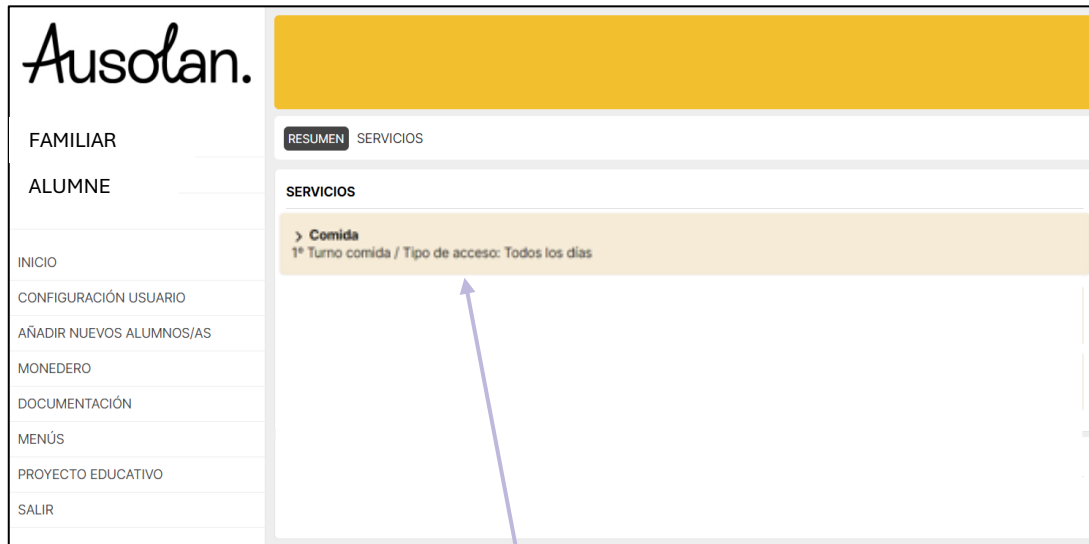 Ausolan.
FAMILIAR
ALUMNE
INICIO
CONFIGURACIÓN USUARIO
AÑADIR NUEVOS ALUMNOS/AS
MONEDERO
DOCUMENTACIÓN
MENÚS
PROYECTO EDUCATIVO
SALIR
RESUMEN SERVICIOS
SERVICIOS
> Comida
1º Turno comida / Tipo de acceso: Todos los días